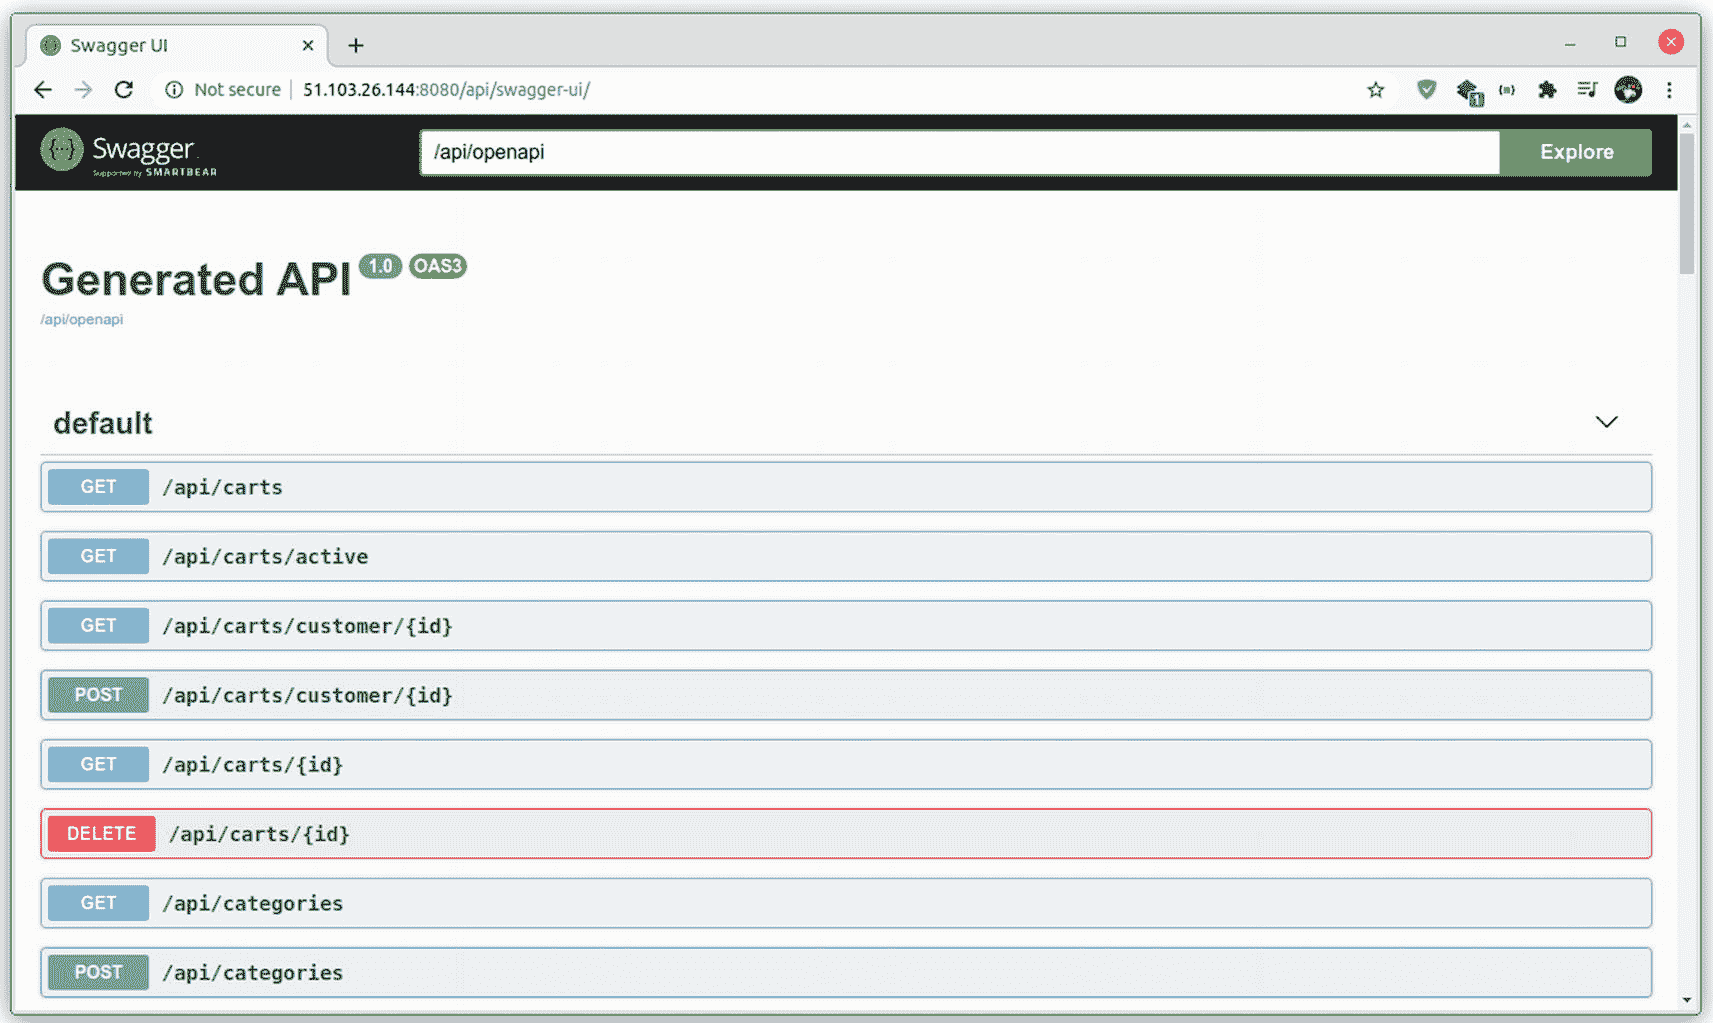 Swagger UI
Not secure 51.103.26.144:8080/api/swagger-ui/
Swagger
Supported by SMARTBEAR
/api/openapi
Explore
Generated API 1.0 OAS3
/api/openapi
default
GET /api/carts
GET /api/carts/active
GET /api/carts/customer/{id}
POST /api/carts/customer/{id}
GET /api/carts/{id}
DELETE /api/carts/{id}
GET /api/categories
POST /api/categories